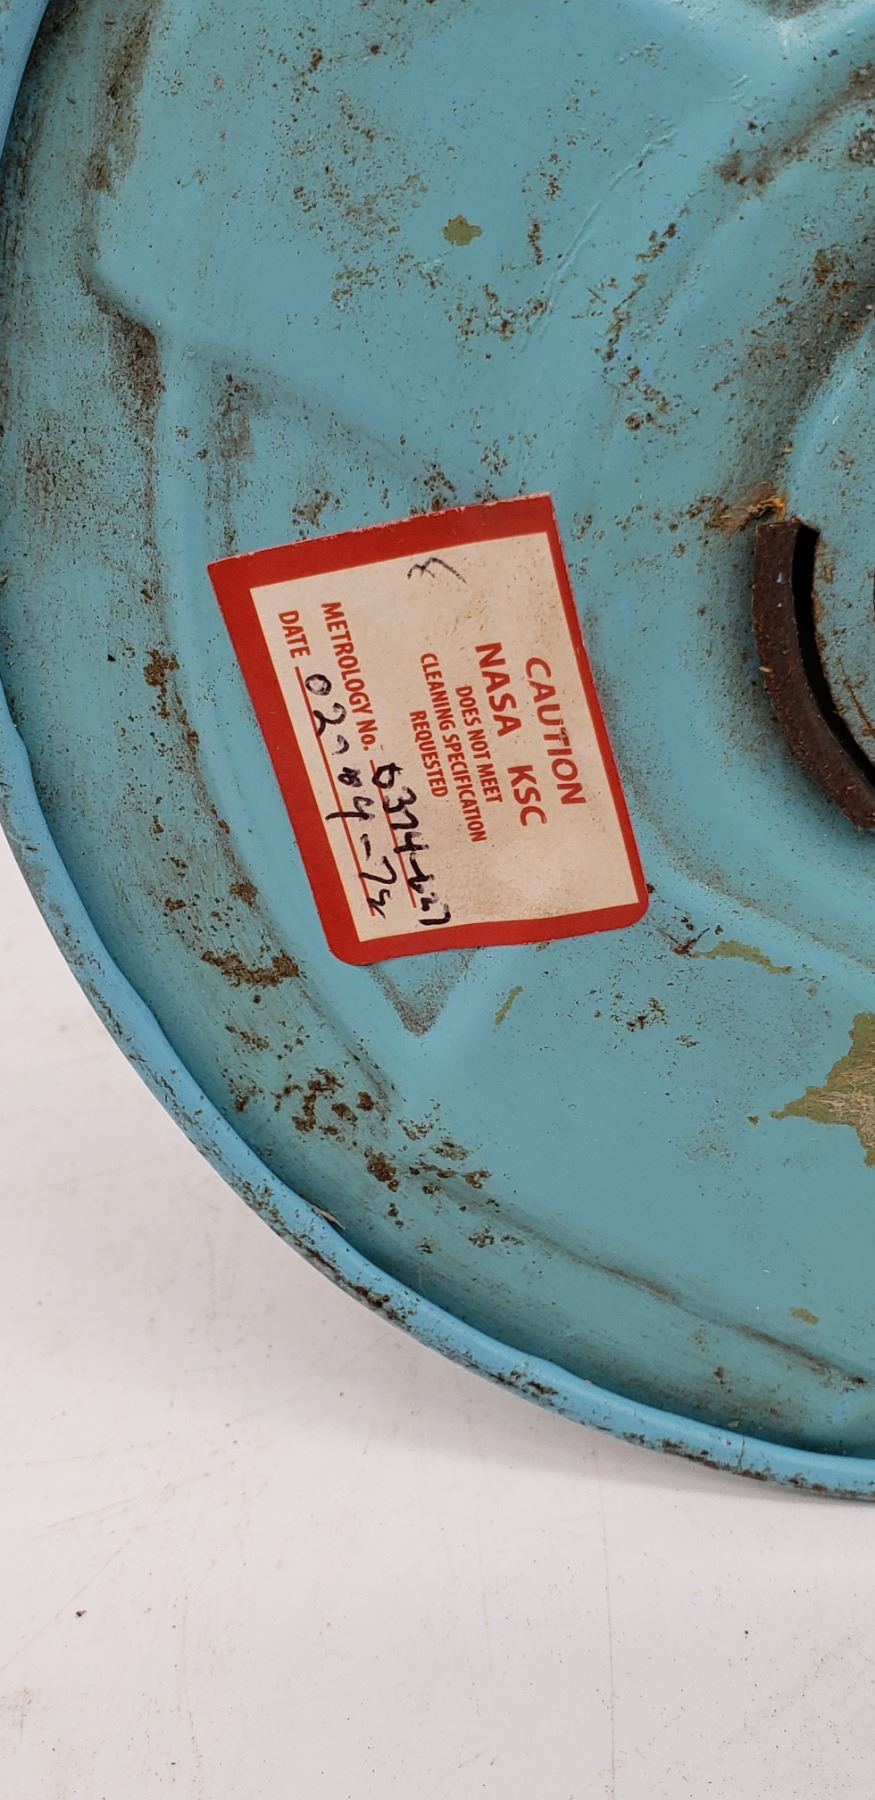 CAUTION
NASA KSC
DOES NOT MEET
CLEANING SPECIFICATION
REQUESTED
METROLOGY No.
DATE